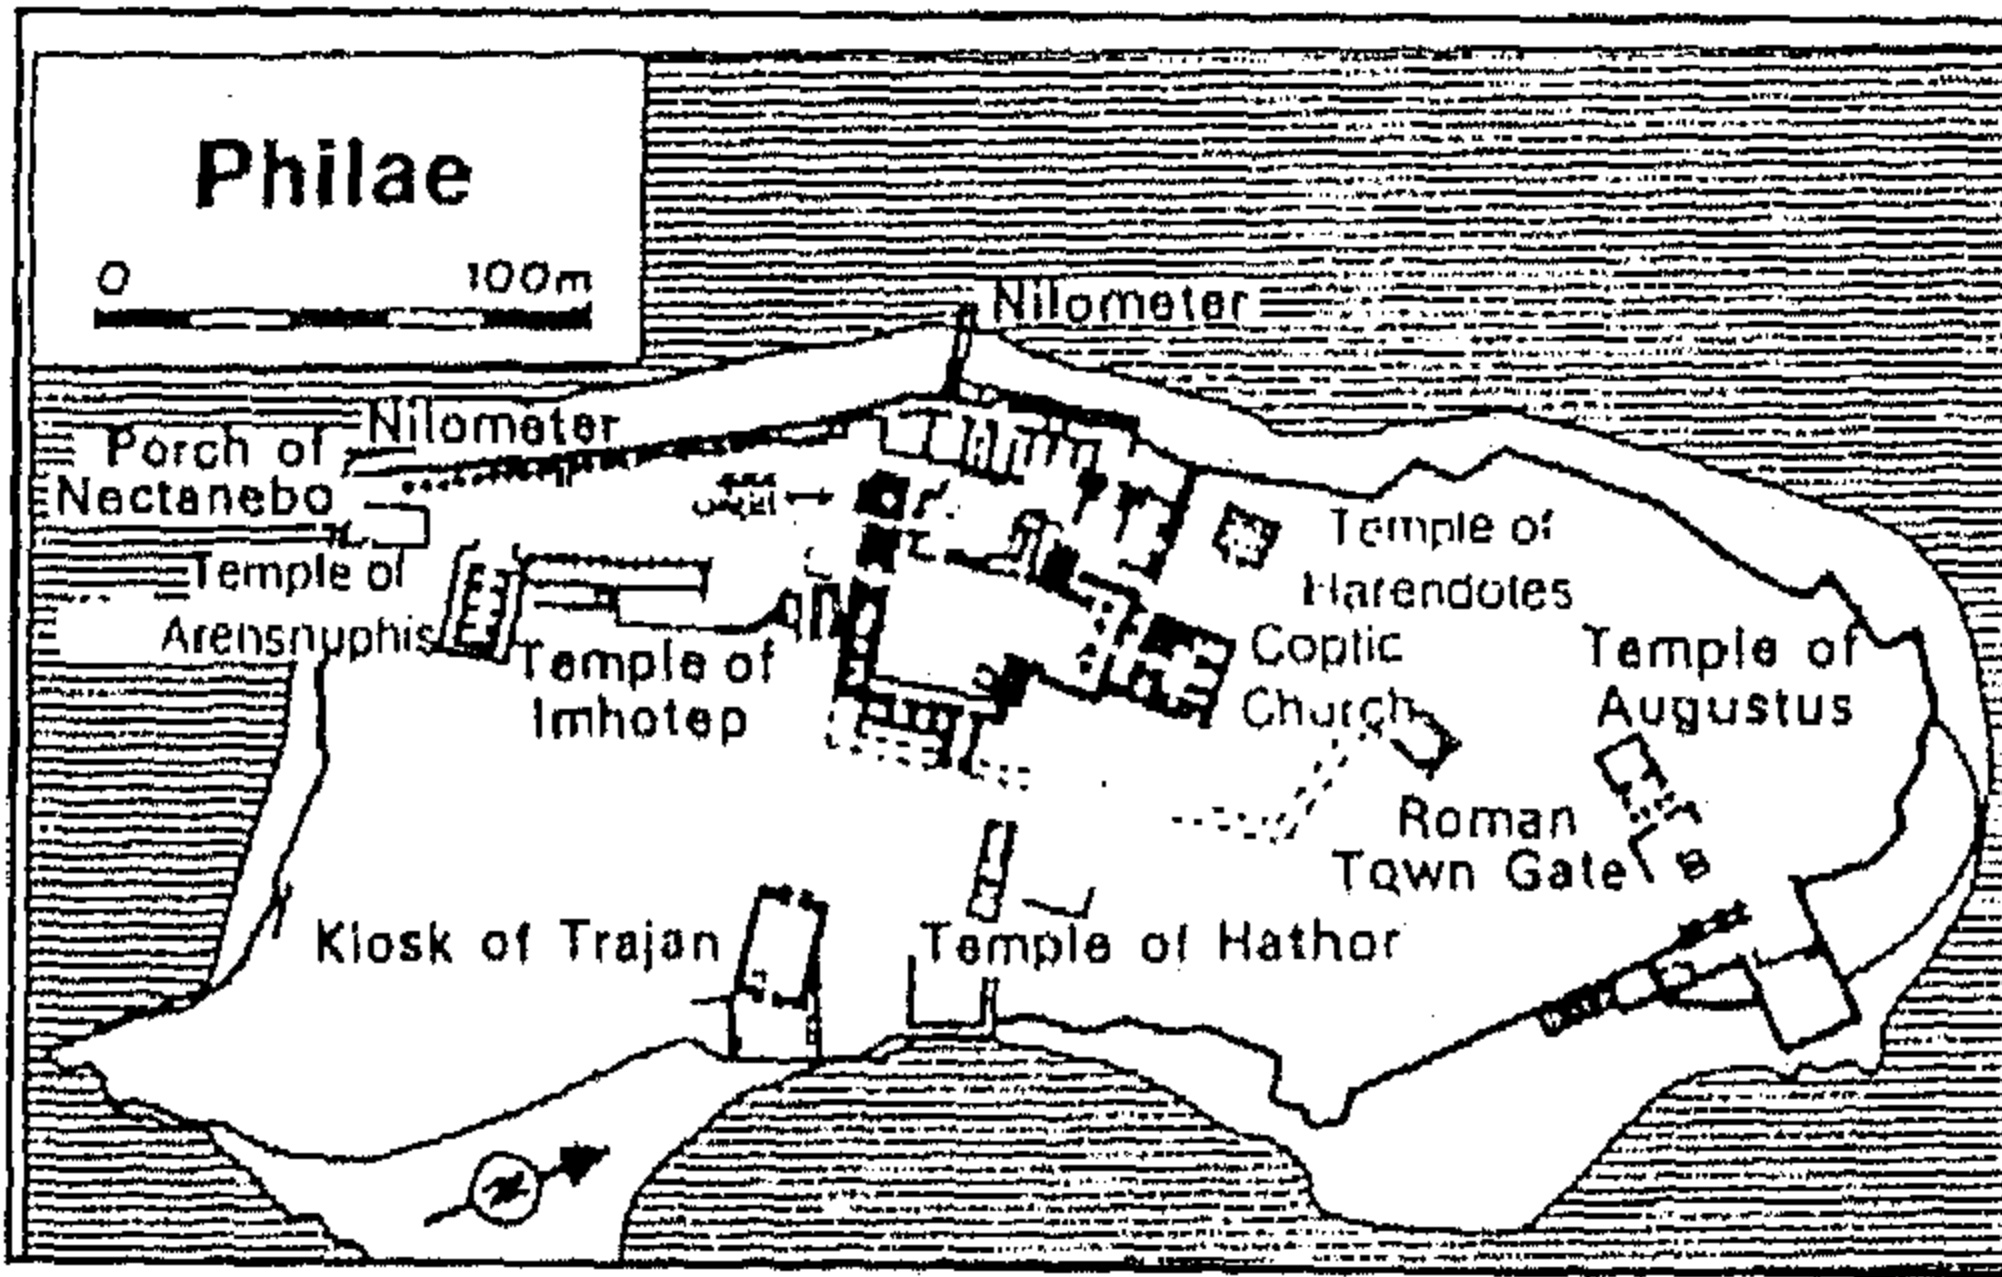 Philae
0 100m
Nilometer
Nilometer
Porch of
Nectanebo
Temple of
Arensnuphis
Temple of
Imhotep
Temple of
Harendotes
Coptic
Church
Temple of
Augustus
Roman
Town Gate
Kiosk of Trajan
Temple of Hathor
N